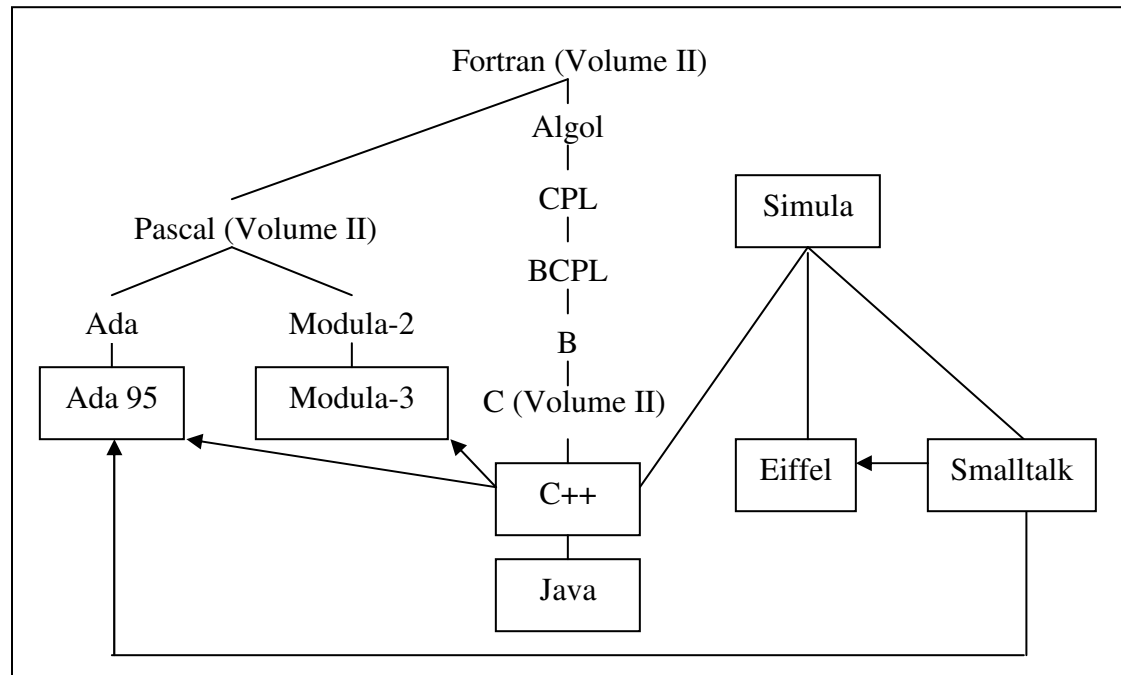 Fortran (Volume II)
Algol
CPL
Simula
Pascal (Volume II)
BCPL
Ada
Modula-2
B
Ada 95
Modula-3
C (Volume II)
C++
Eiffel
Smalltalk
Java